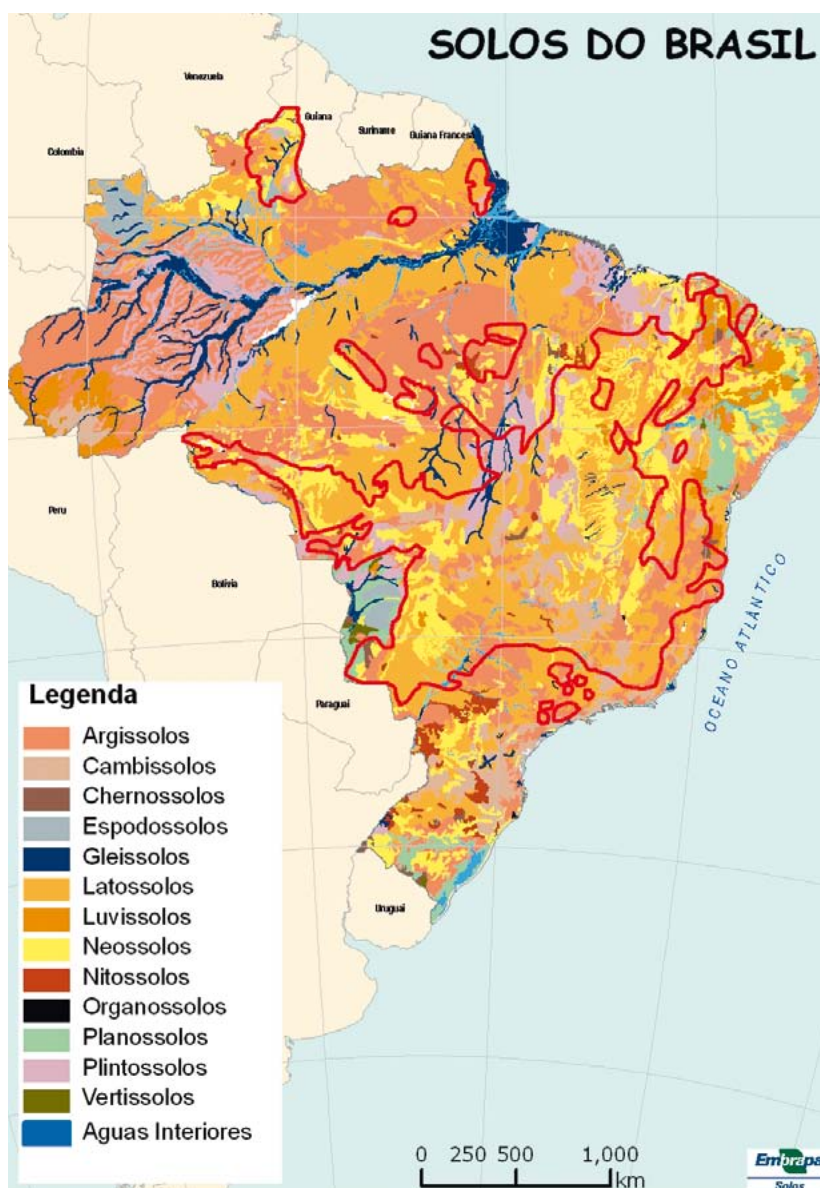 SOLOS DO BRASIL
Venezuela
Guiana
Suriname
Guiana Francesa
Colombia
Peru
Bolívia
Paraguai
Uruguai
OCEANO ATLÂNTICO
Legenda
Argissolos
Cambissolos
Chernossolos
Espodossolos
Gleissolos
Latossolos
Luvissolos
Neossolos
Nitossolos
Organossolos
Planossolos
Plintossolos
Vertissolos
Aguas Interiores
0 250 500 1,000
km
Embrapa
Solos